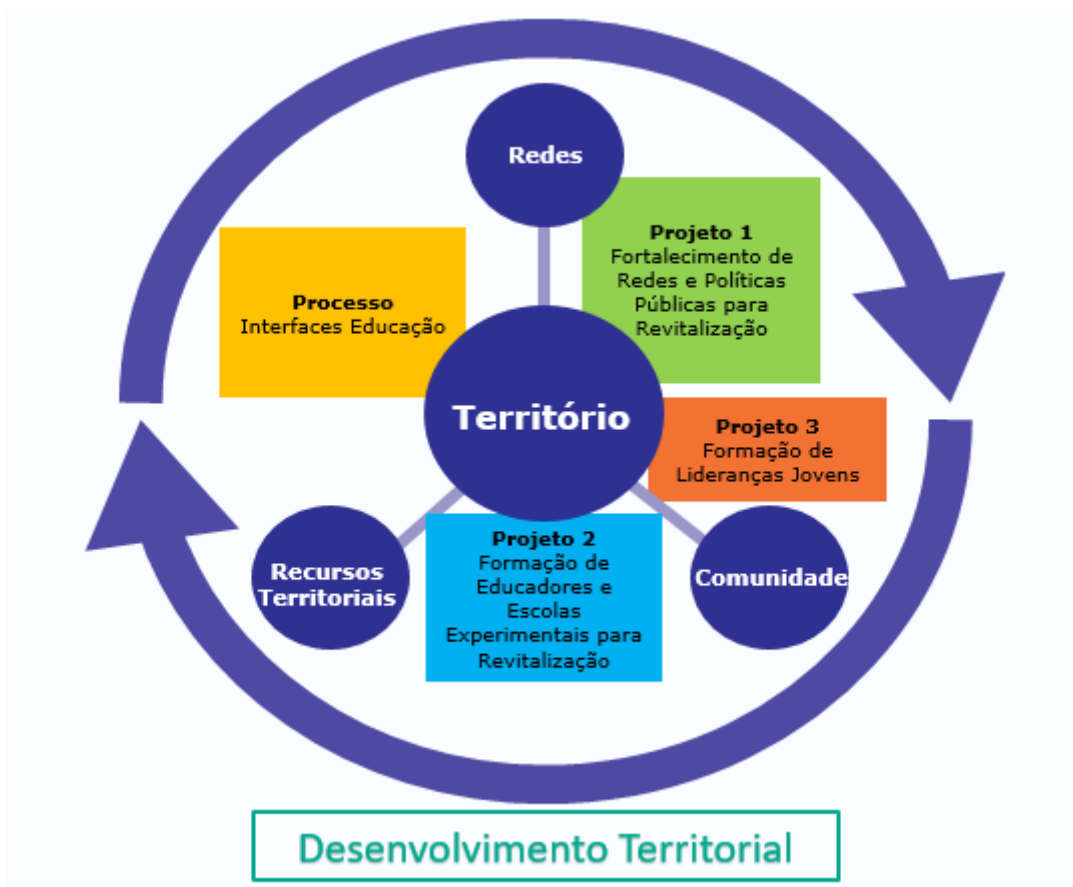 Redes
Projeto 1
Fortalecimento de
Redes e Políticas
Públicas para
Revitalização
Processo
Interfaces Educação
Território
Projeto 3
Formação de
Lideranças Jovens
Recursos
Territoriais
Projeto 2
Formação de
Educadores e
Escolas
Experimentais para
Revitalização
Comunidade
Desenvolvimento Territorial